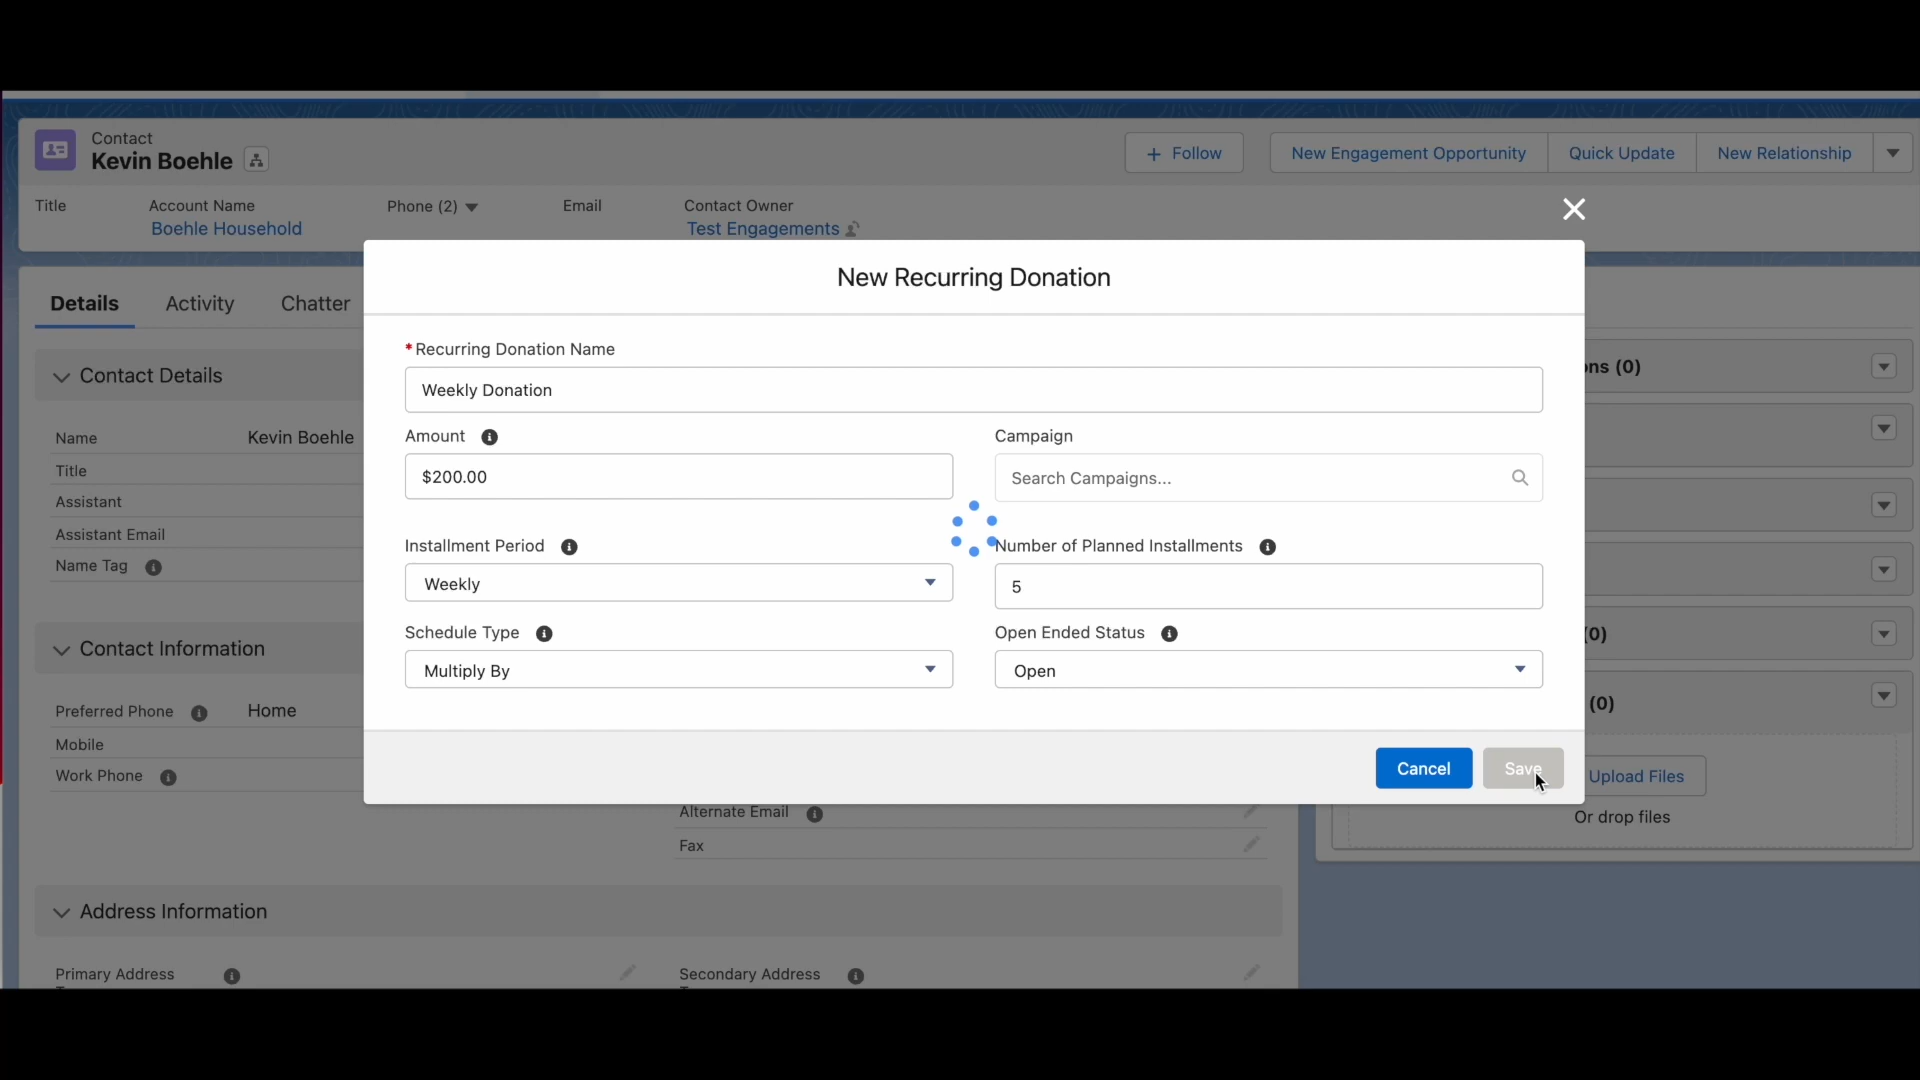 Contact
Kevin Boehle
Follow
New Engagement Opportunity
Quick Update
New Relationship
Title
Account Name
Phone (2)
Email
Contact Owner
Boehle Household
Test Engagements
New Recurring Donation
Details
Activity
Chatter
*Recurring Donation Name
Weekly Donation
Contact Details
ns (0)
Name
Kevin Boehle
Amount
Campaign
Title
$200.00
Search Campaigns...
Assistant
Assistant Email
Installment Period
Number of Planned Installments
Name Tag
Weekly
5
Schedule Type
Open Ended Status
(0)
Contact Information
Multiply By
Open
Preferred Phone
Home
(0)
Mobile
Work Phone
Cancel
Save
Upload Files
Alternate Email
Or drop files
Fax
Address Information
Primary Address
Secondary Address